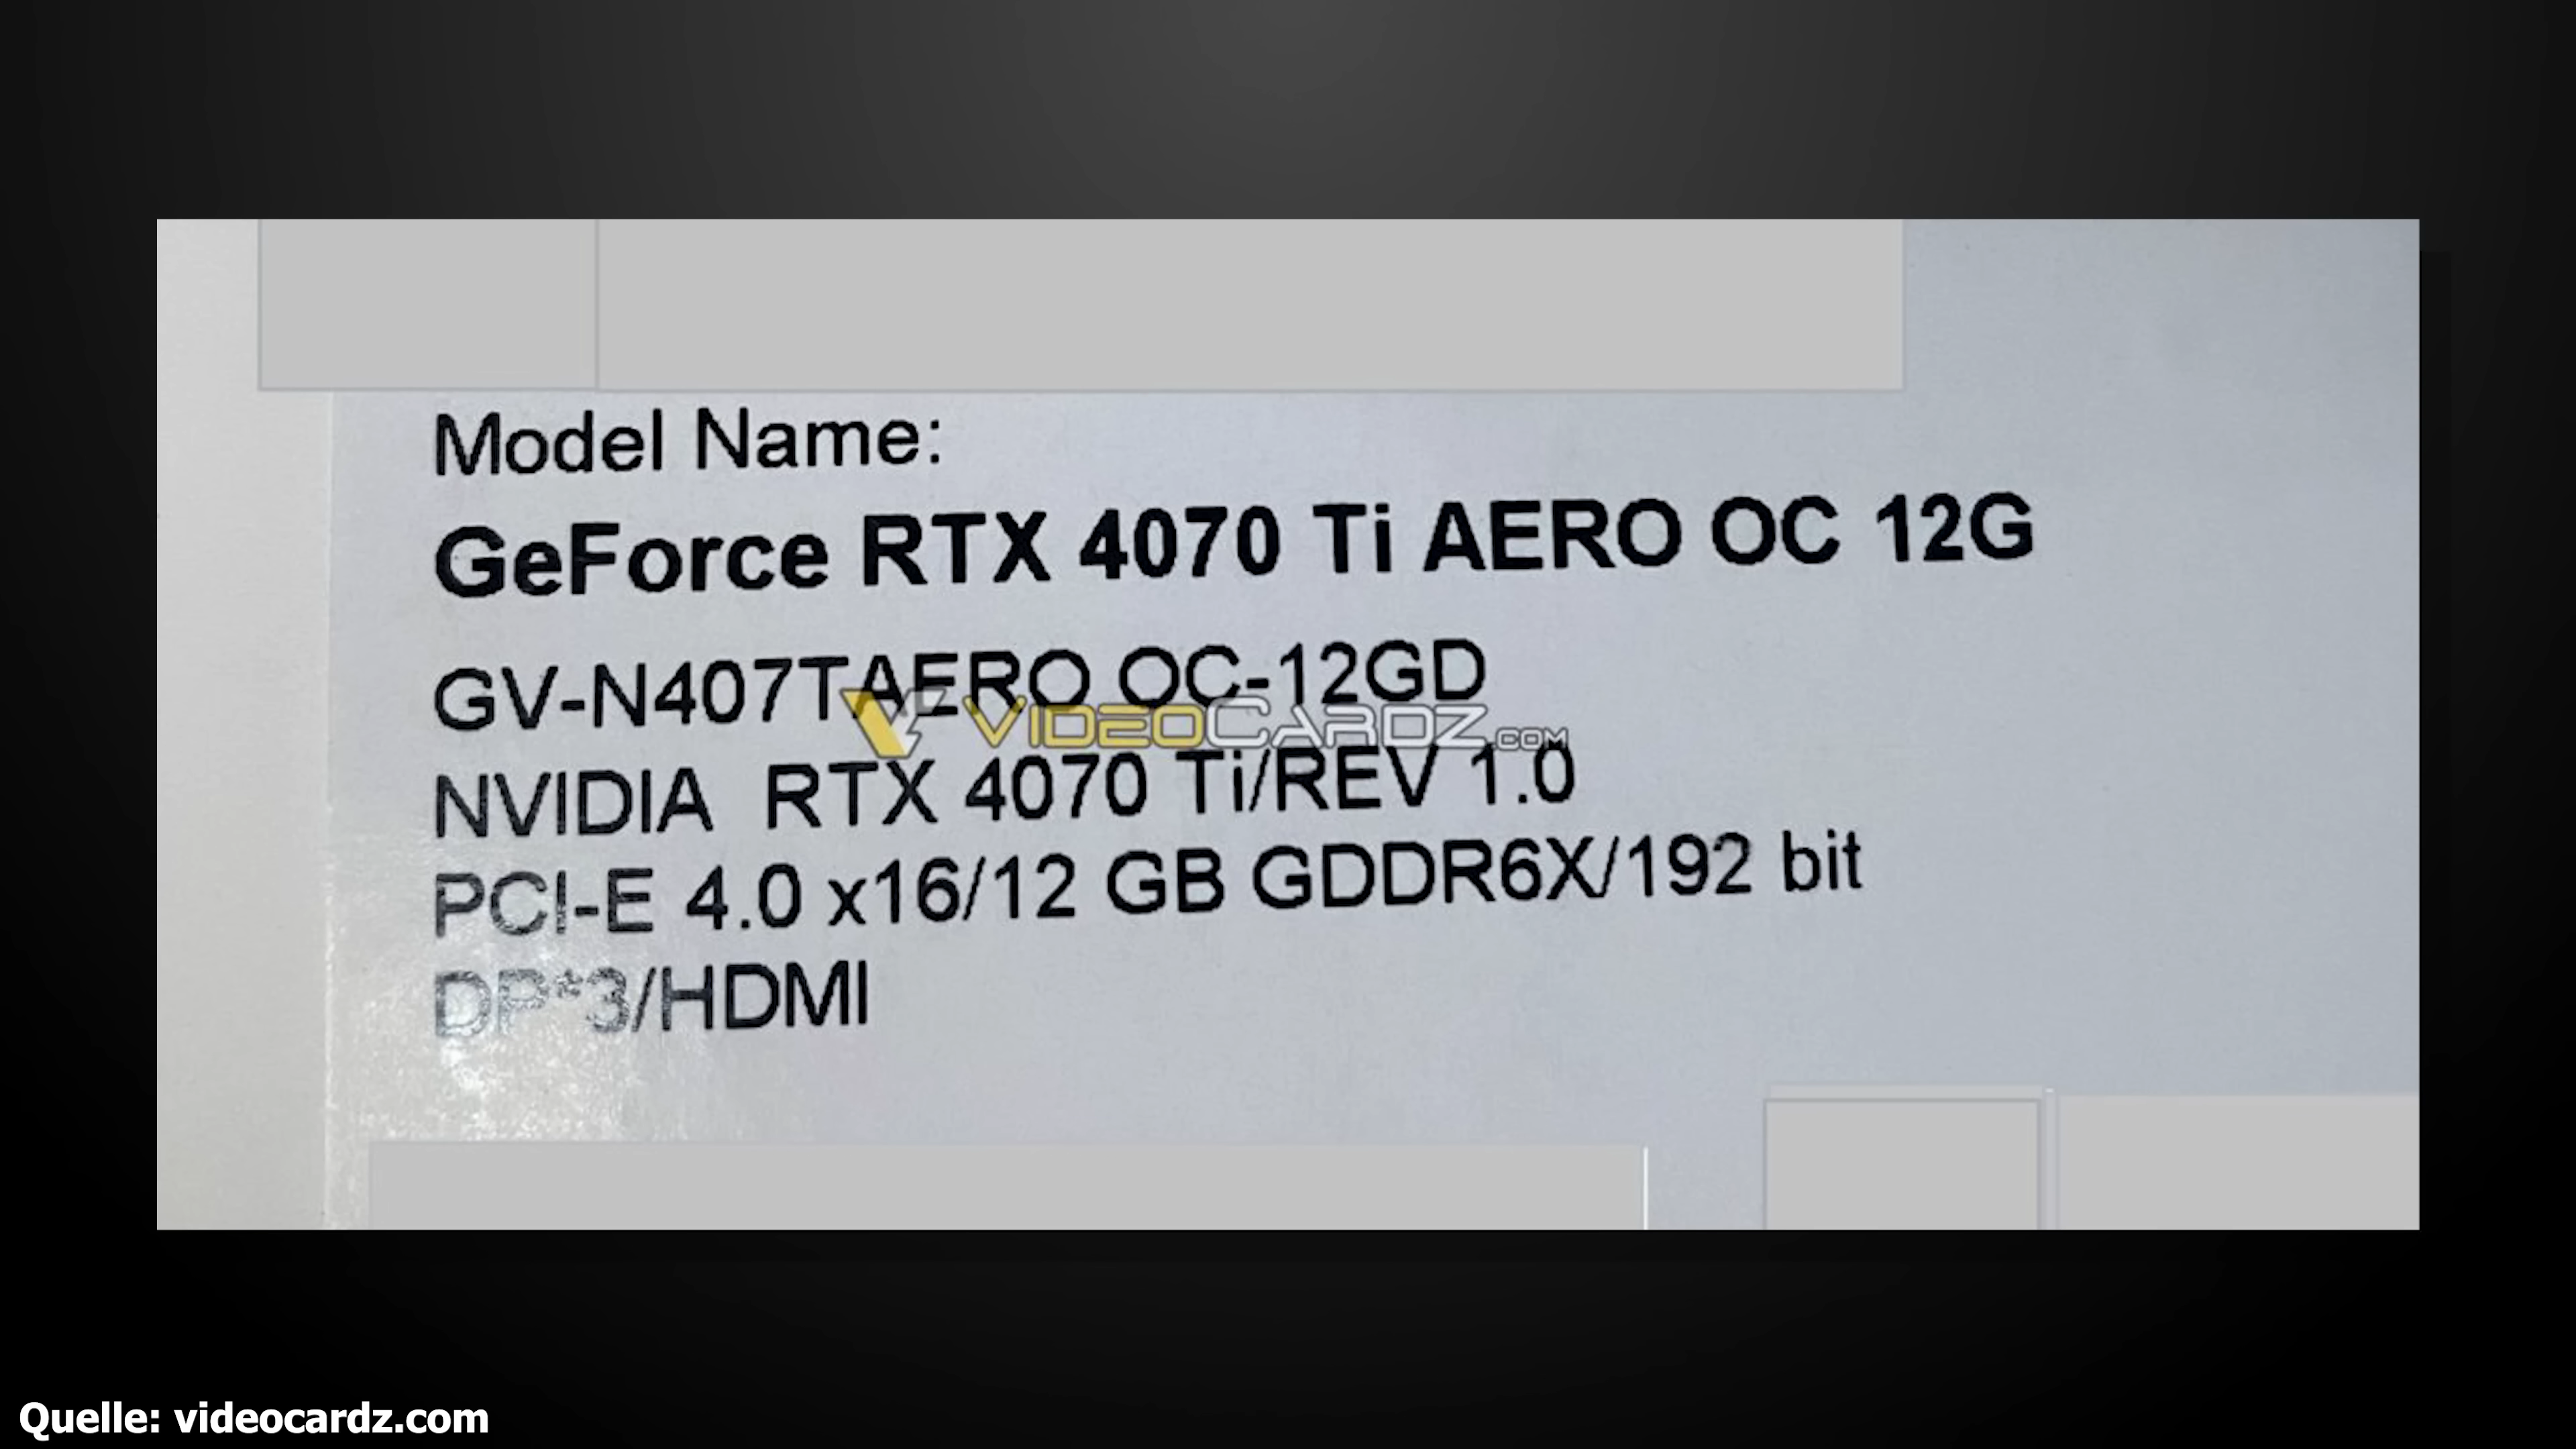 Model Name:
GeForce RTX 4070 Ti AERO OC 12G
GV-N407TAERO OC-12GD
VIDEOCARDZ.COM
NVIDIA RTX 4070 Ti/REV 1.0
PCI-E 4.0 x16/12 GB GDDR6X/192 bit
DP*3/HDMI
Quelle: videocardz.com